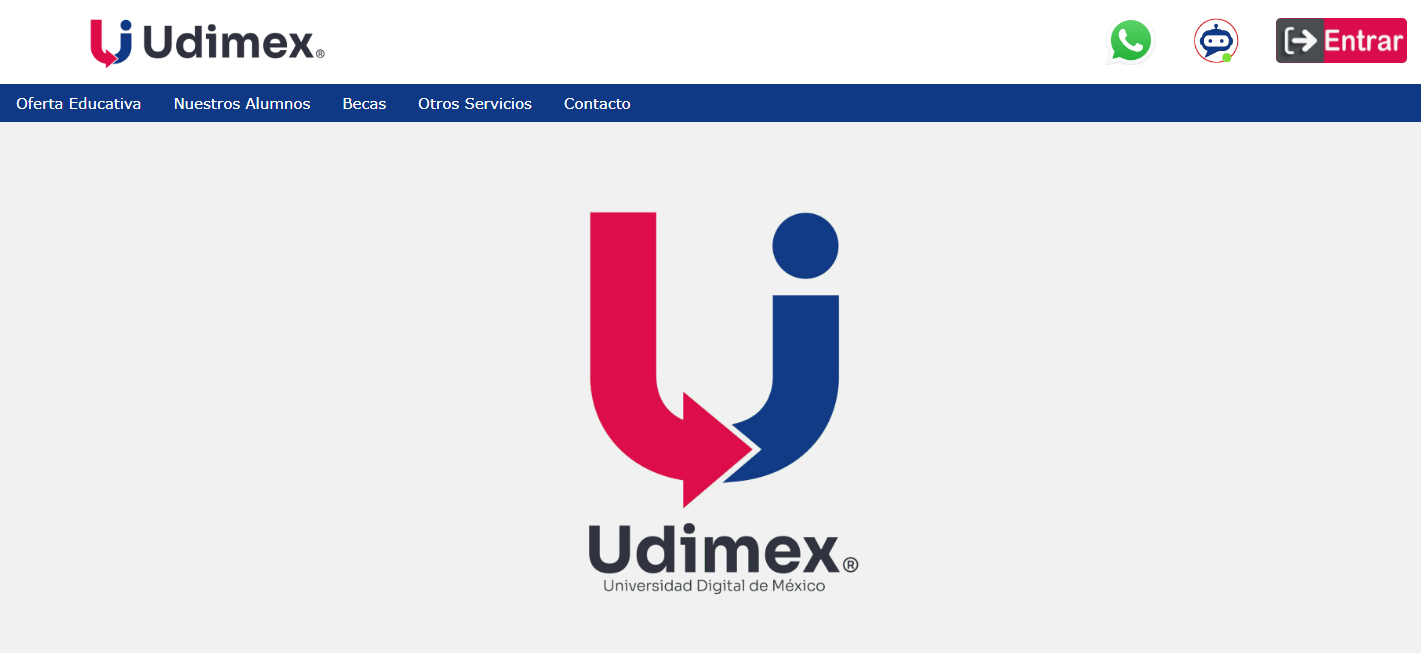 Udimex®
Entrar
Oferta Educativa Nuestros Alumnos Becas Otros Servicios Contacto
Udimex®
Universidad Digital de México